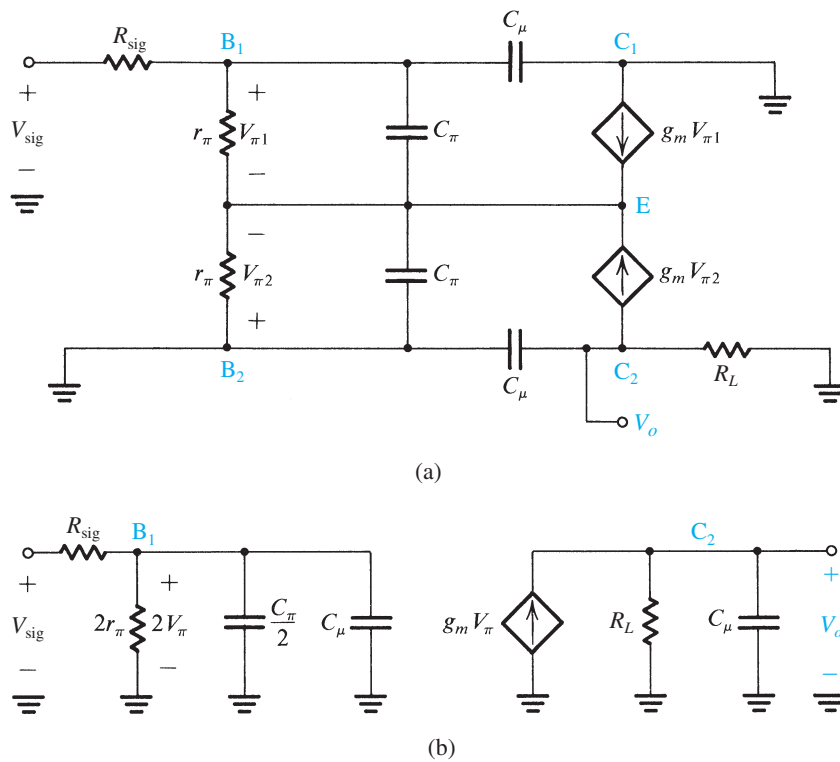 R_sig B_1 C_μ C_1
+ + 
V_sig r_π V_π1 C_π g_m V_π1
− −
E
− 
r_π V_π2 C_π g_m V_π2
+
B_2 C_μ C_2 R_L
V_o
(a)
R_sig B_1 C_2
+ + +
V_sig 2r_π 2V_π C_π/2 C_μ g_m V_π R_L C_μ V_o
− − −
(b)